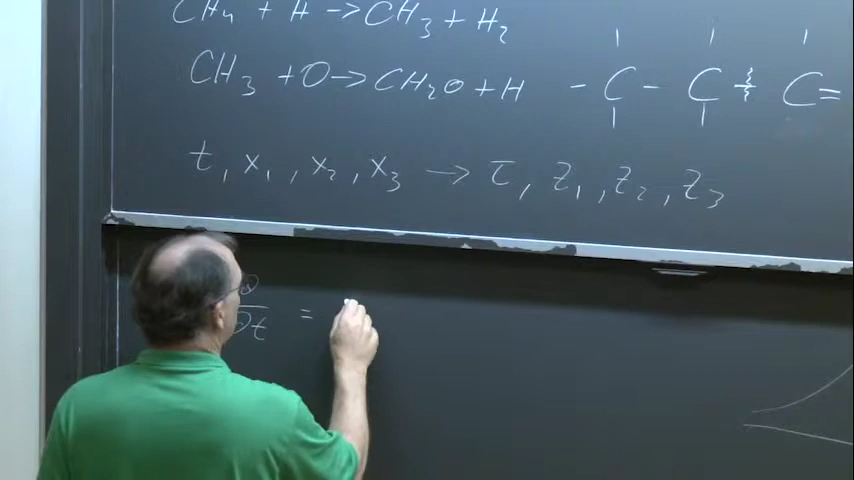 CH₄ + H -> CH₃ + H₂
CH₃ + O -> CH₂O + H
- C - C C =
t, x₁, x₂, x₃ → τ, z₁, z₂, z₃
∂t =